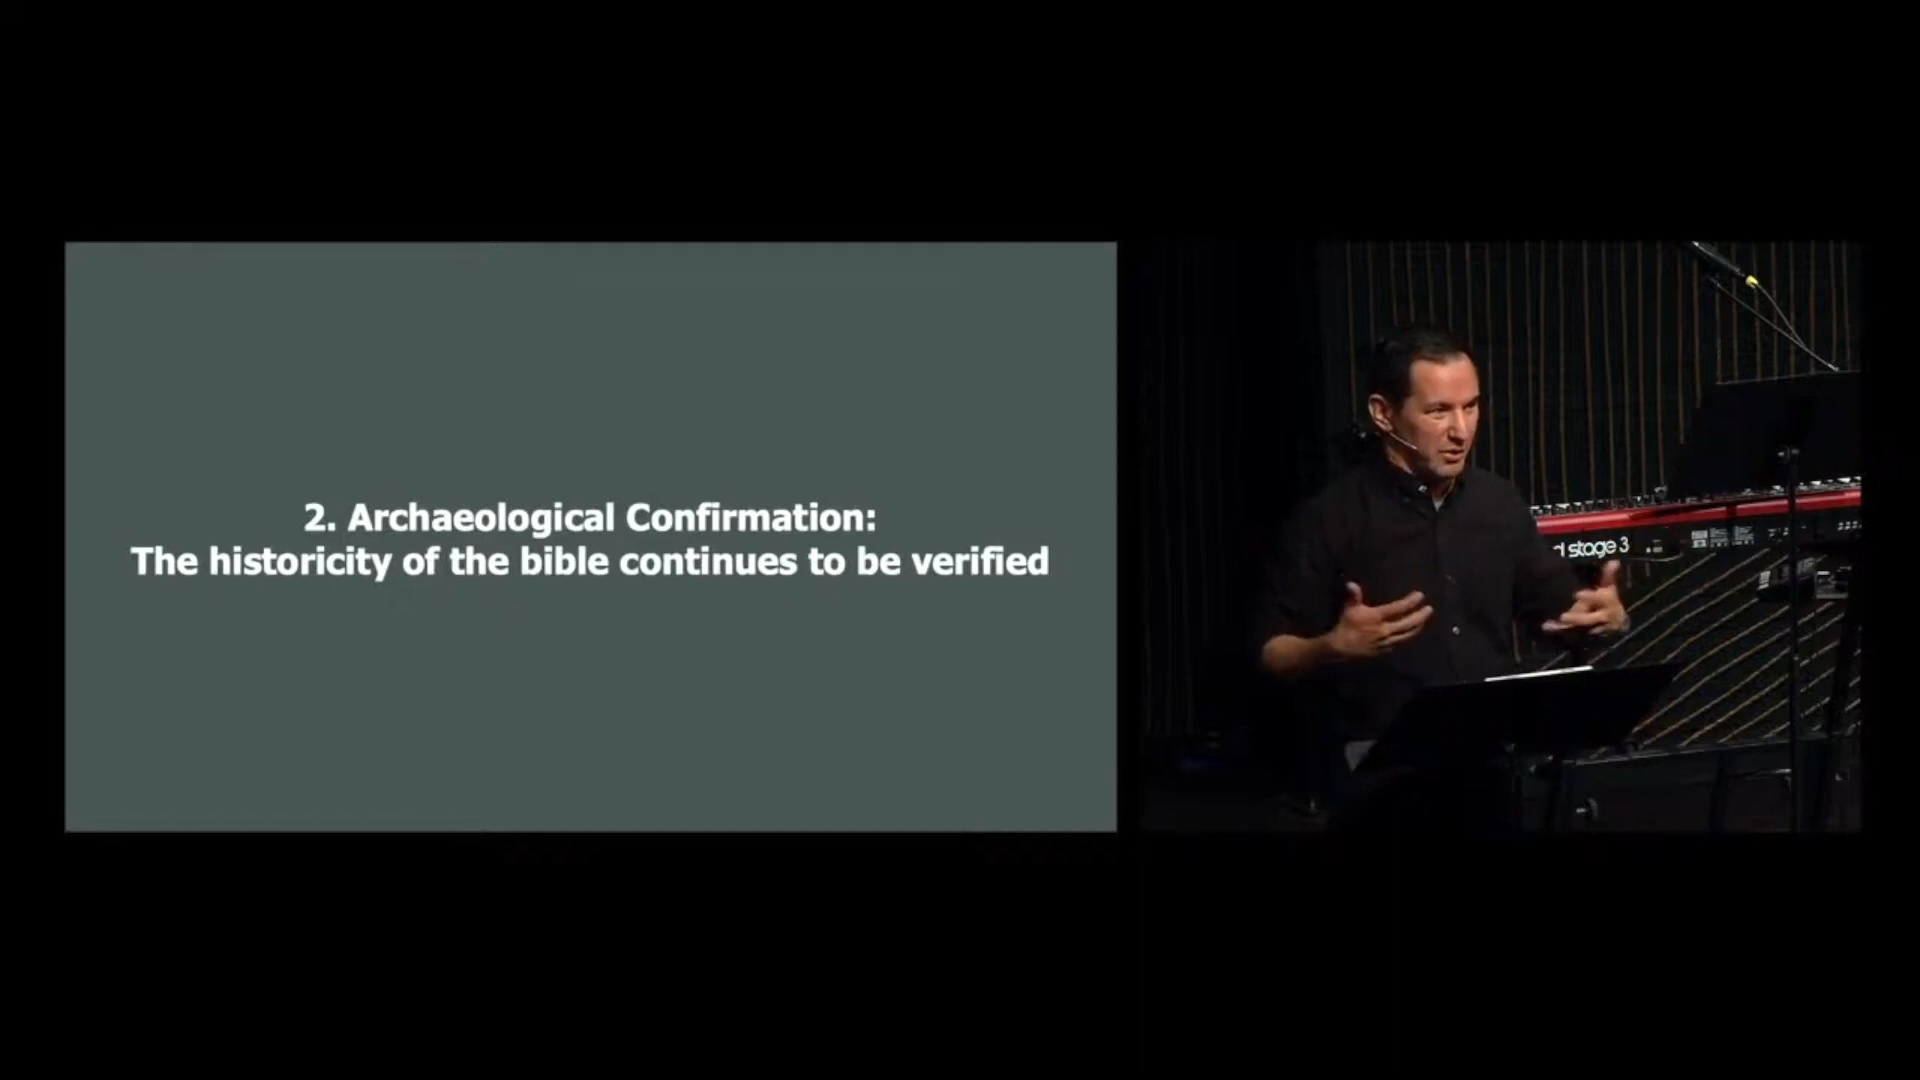 2. Archaeological Confirmation:
The historicity of the bible continues to be verified
stage 3